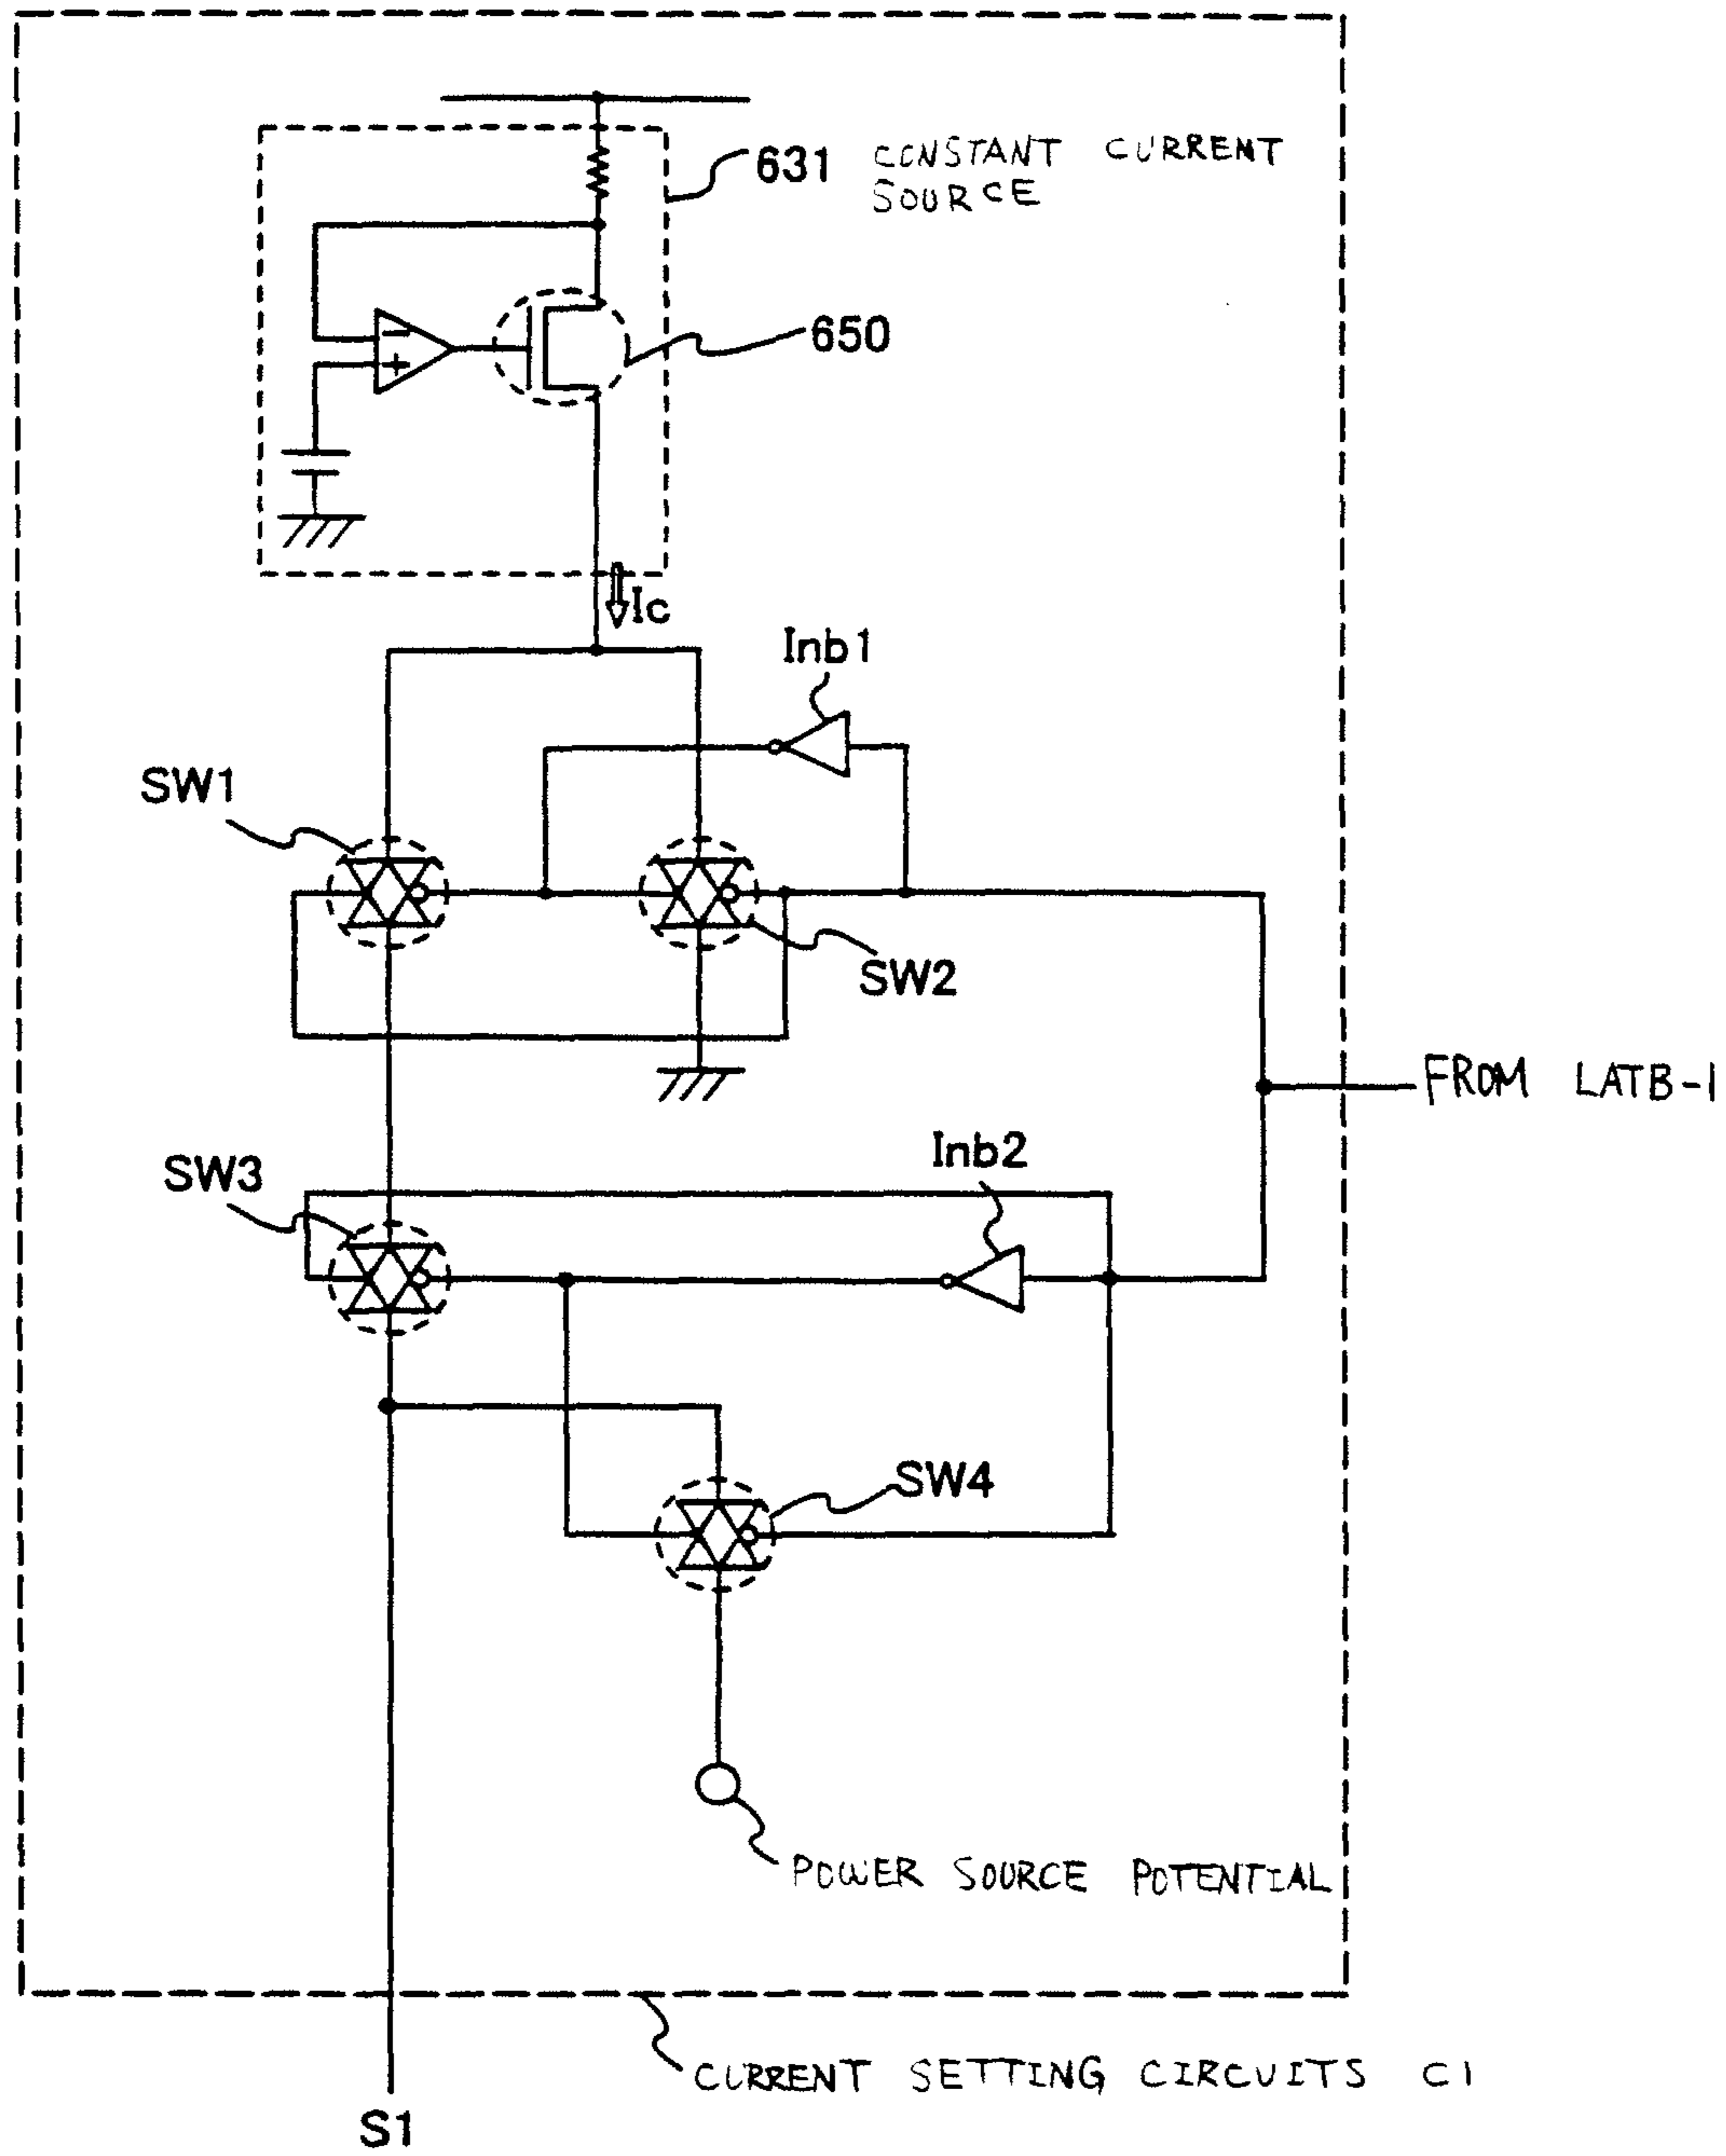 631 CONSTANT CURRENT
SOURCE
−
+
650
Ic
Inb1
SW1
SW2
FROM LATB-1
Inb2
SW3
SW4
POWER SOURCE POTENTIAL
CURRENT SETTING CIRCUITS C1
S1